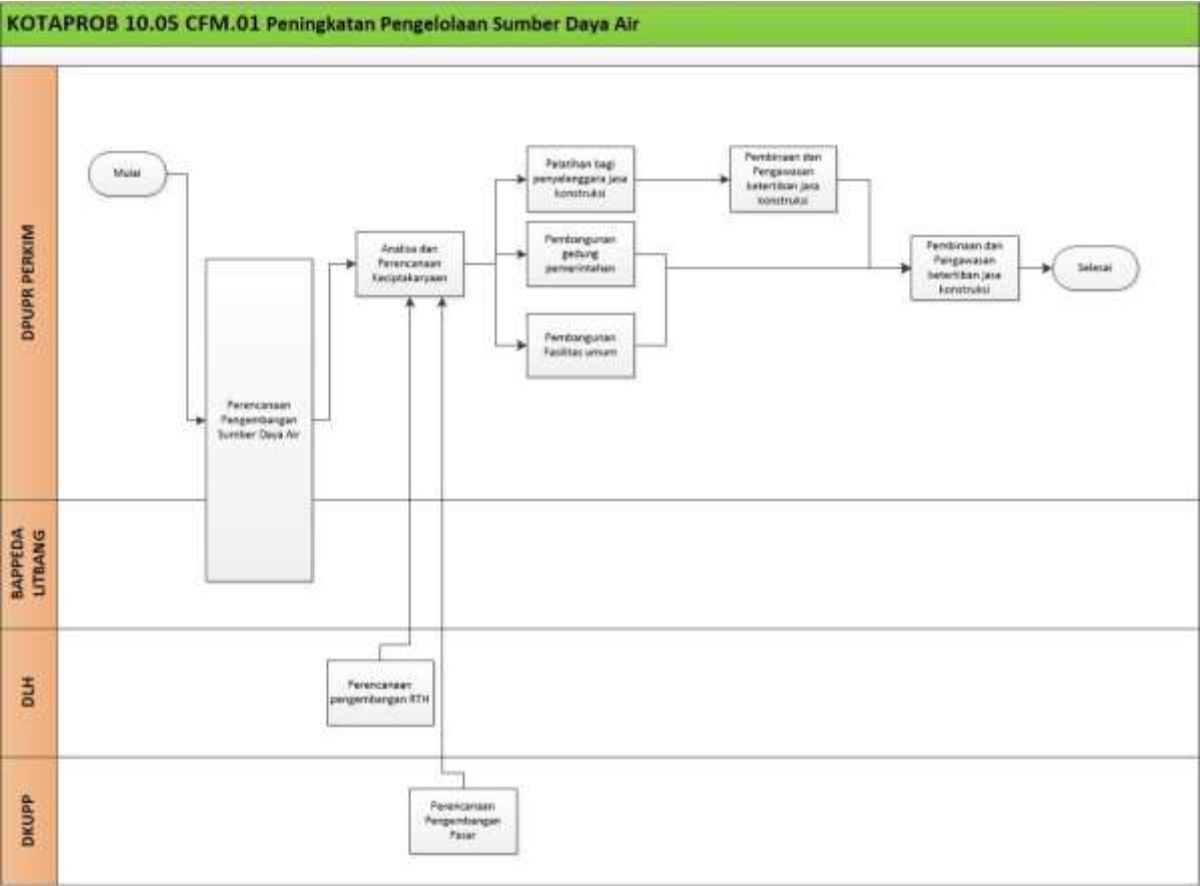 KOTAPROB 10.05 CFM.01 Peningkatan Pengelolaan Sumber Daya Air
DPUPR PERKIM
Mulai
Perencanaan
Pengembangan
Sumber Daya Air
Analisa dan
Perencanaan
Keciptakaryaan
Pelatihan bagi
penyelenggara jasa
konstruksi
Pembangunan
gedung
pemerintahan
Pembangunan
Fasilitas umum
Pembinaan dan
Pengawasan
ketertiban jasa
konstruksi
Pembinaan dan
Pengawasan
ketertiban jasa
konstruksi
Selesai
BAPPEDA
LITBANG
DLH
Perencanaan
pengembangan RTH
DKUPP
Perencanaan
Pengembangan
Pasar